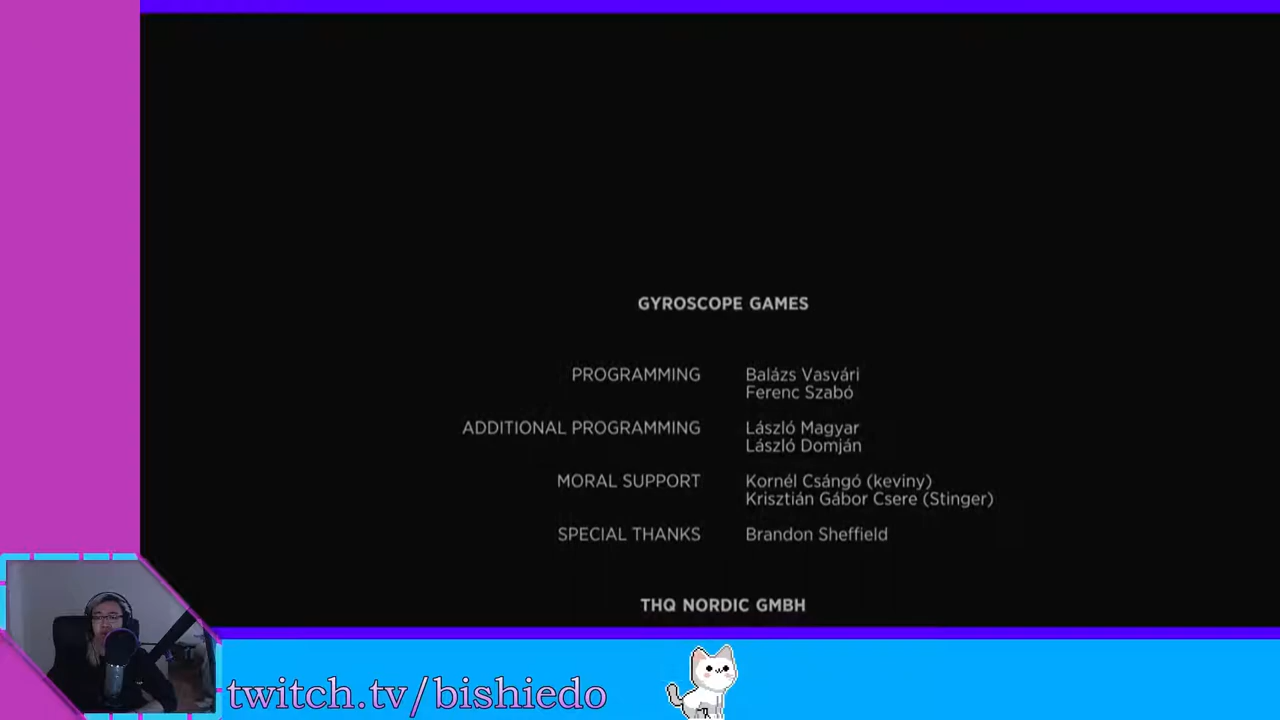 GYROSCOPE GAMES
PROGRAMMING Balázs Vasvári
Ferenc Szabó
ADDITIONAL PROGRAMMING László Magyar
László Domján
MORAL SUPPORT Kornél Csángó (keviny)
Krisztián Gábor Csere (Stinger)
SPECIAL THANKS Brandon Sheffield
THQ NORDIC GMBH
twitch.tv/bishiedo